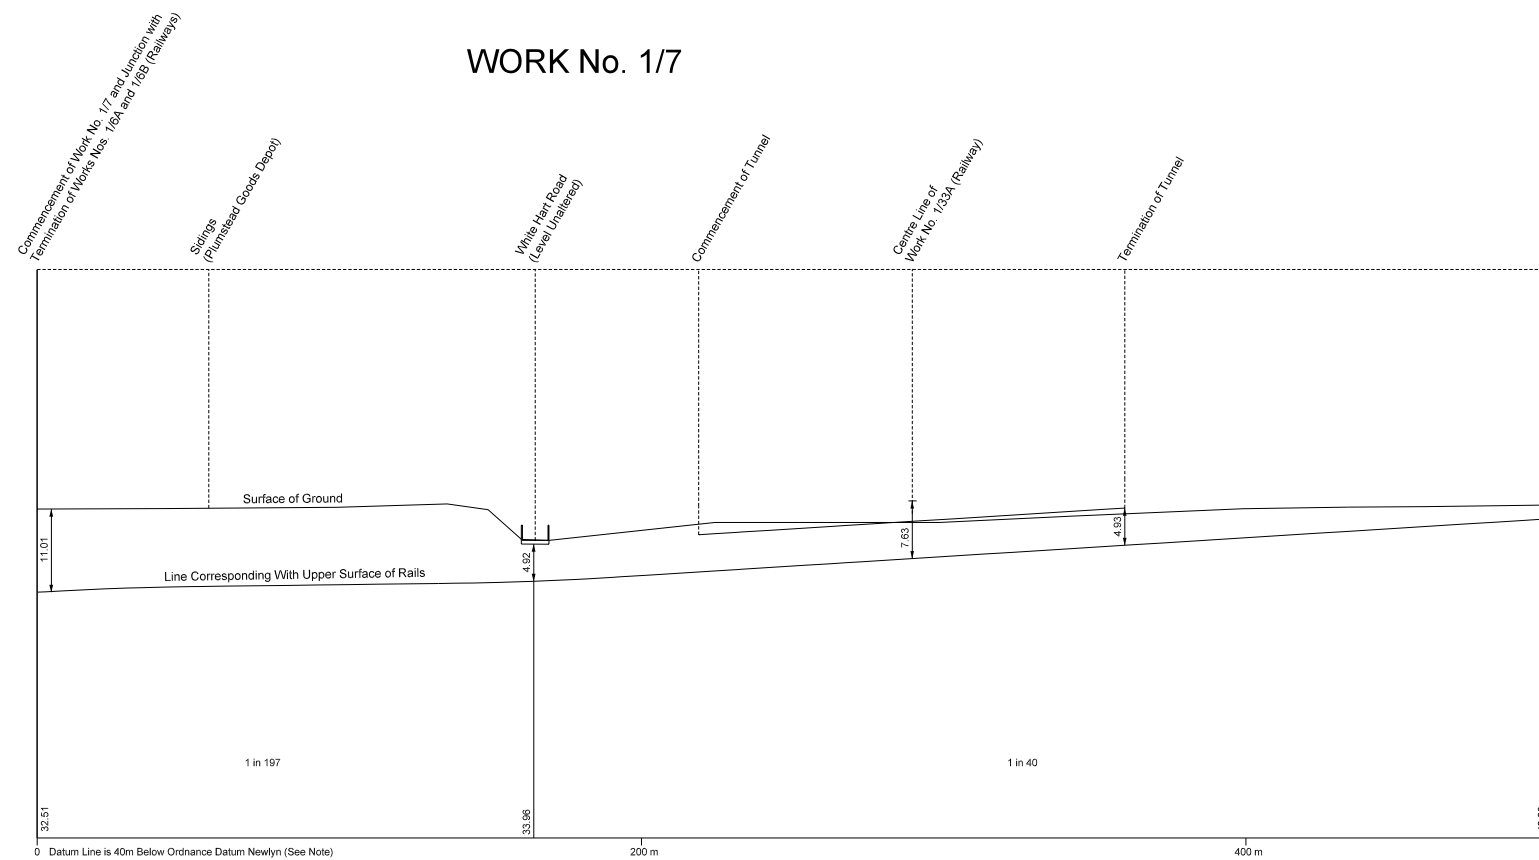 WORK No. 1/7
Commencement of Work No. 1/7 and Junction with
Termination of Works Nos. 1/6A and 1/6B (Railways)
Sidings
(Plumstead Goods Depot)
White Hart Road
(Level Unaltered)
Commencement of Tunnel
Centre Line of
Work No. 1/33A (Railway)
Termination of Tunnel
Surface of Ground
11.01
4.92
7.63
4.93
Line Corresponding With Upper Surface of Rails
1 in 197
1 in 40
32.51
33.96
0
Datum Line is 40m Below Ordnance Datum Newlyn (See Note)
200 m
400 m